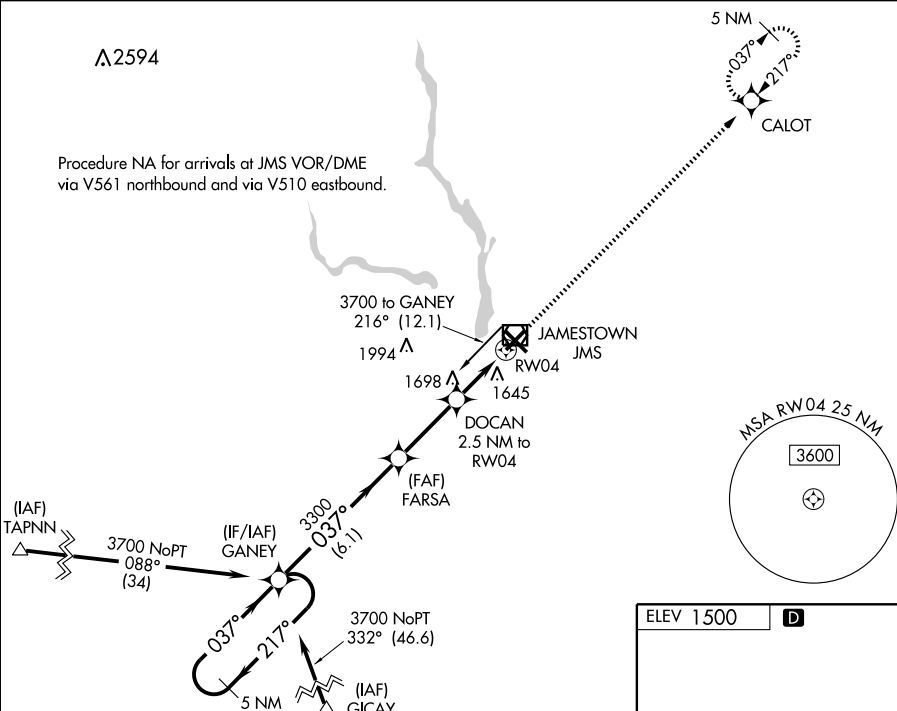 5 NM
2594
037°
217°
CALOT
Procedure NA for arrivals at JMS VOR/DME
via V561 northbound and via V510 eastbound.
3700 to GANEY
216° (12.1)
1994
JAMESTOWN
JMS
RW04
1698
1645
DOCAN
2.5 NM to
RW04
MSA RW04 25 NM
3600
(FAF)
FARSA
(IAF)
TAPNN
3700 NoPT
088°
(34)
(IF/IAF)
GANEY
3300
037°
(6.1)
037°
217°
5 NM
3700 NoPT
332° (46.6)
(IAF)
GICAY
ELEV 1500
D